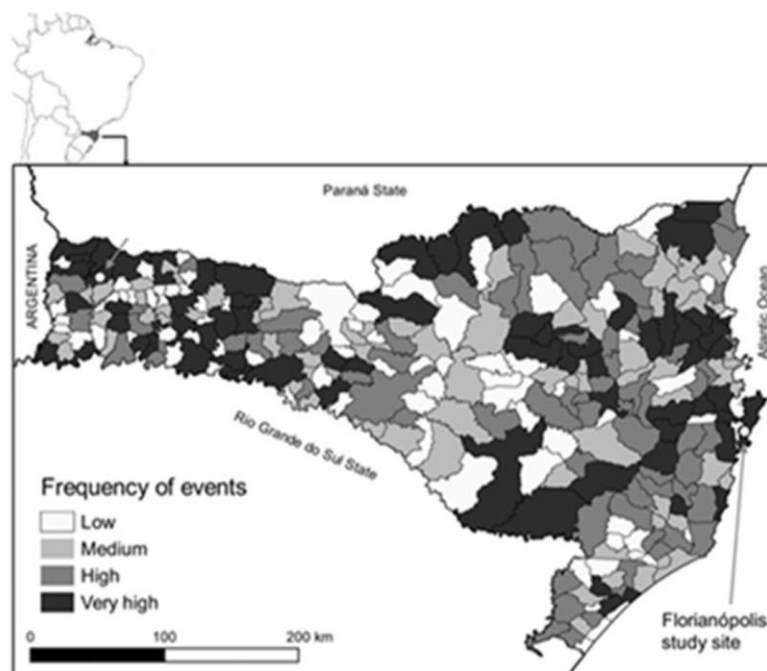 Paraná State
ARGENTINA
Atlantic Ocean
Rio Grande do Sul State
Frequency of events
Low
Medium
High
Very high
0 100 200 km
Florianópolis
study site